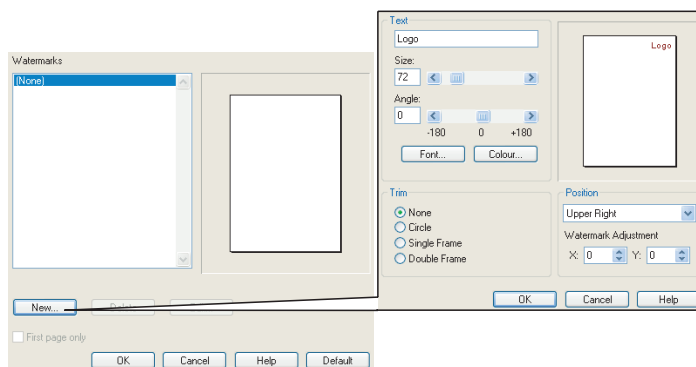 Watermarks
(None)
New...
Delete
First page only
OK Cancel Help Default
Text
Logo
Size:
72
Angle:
0
-180 0 +180
Font... Colour...
Logo
Trim
None
Circle
Single Frame
Double Frame
Position
Upper Right
Watermark Adjustment
X: 0 Y: 0
OK Cancel Help